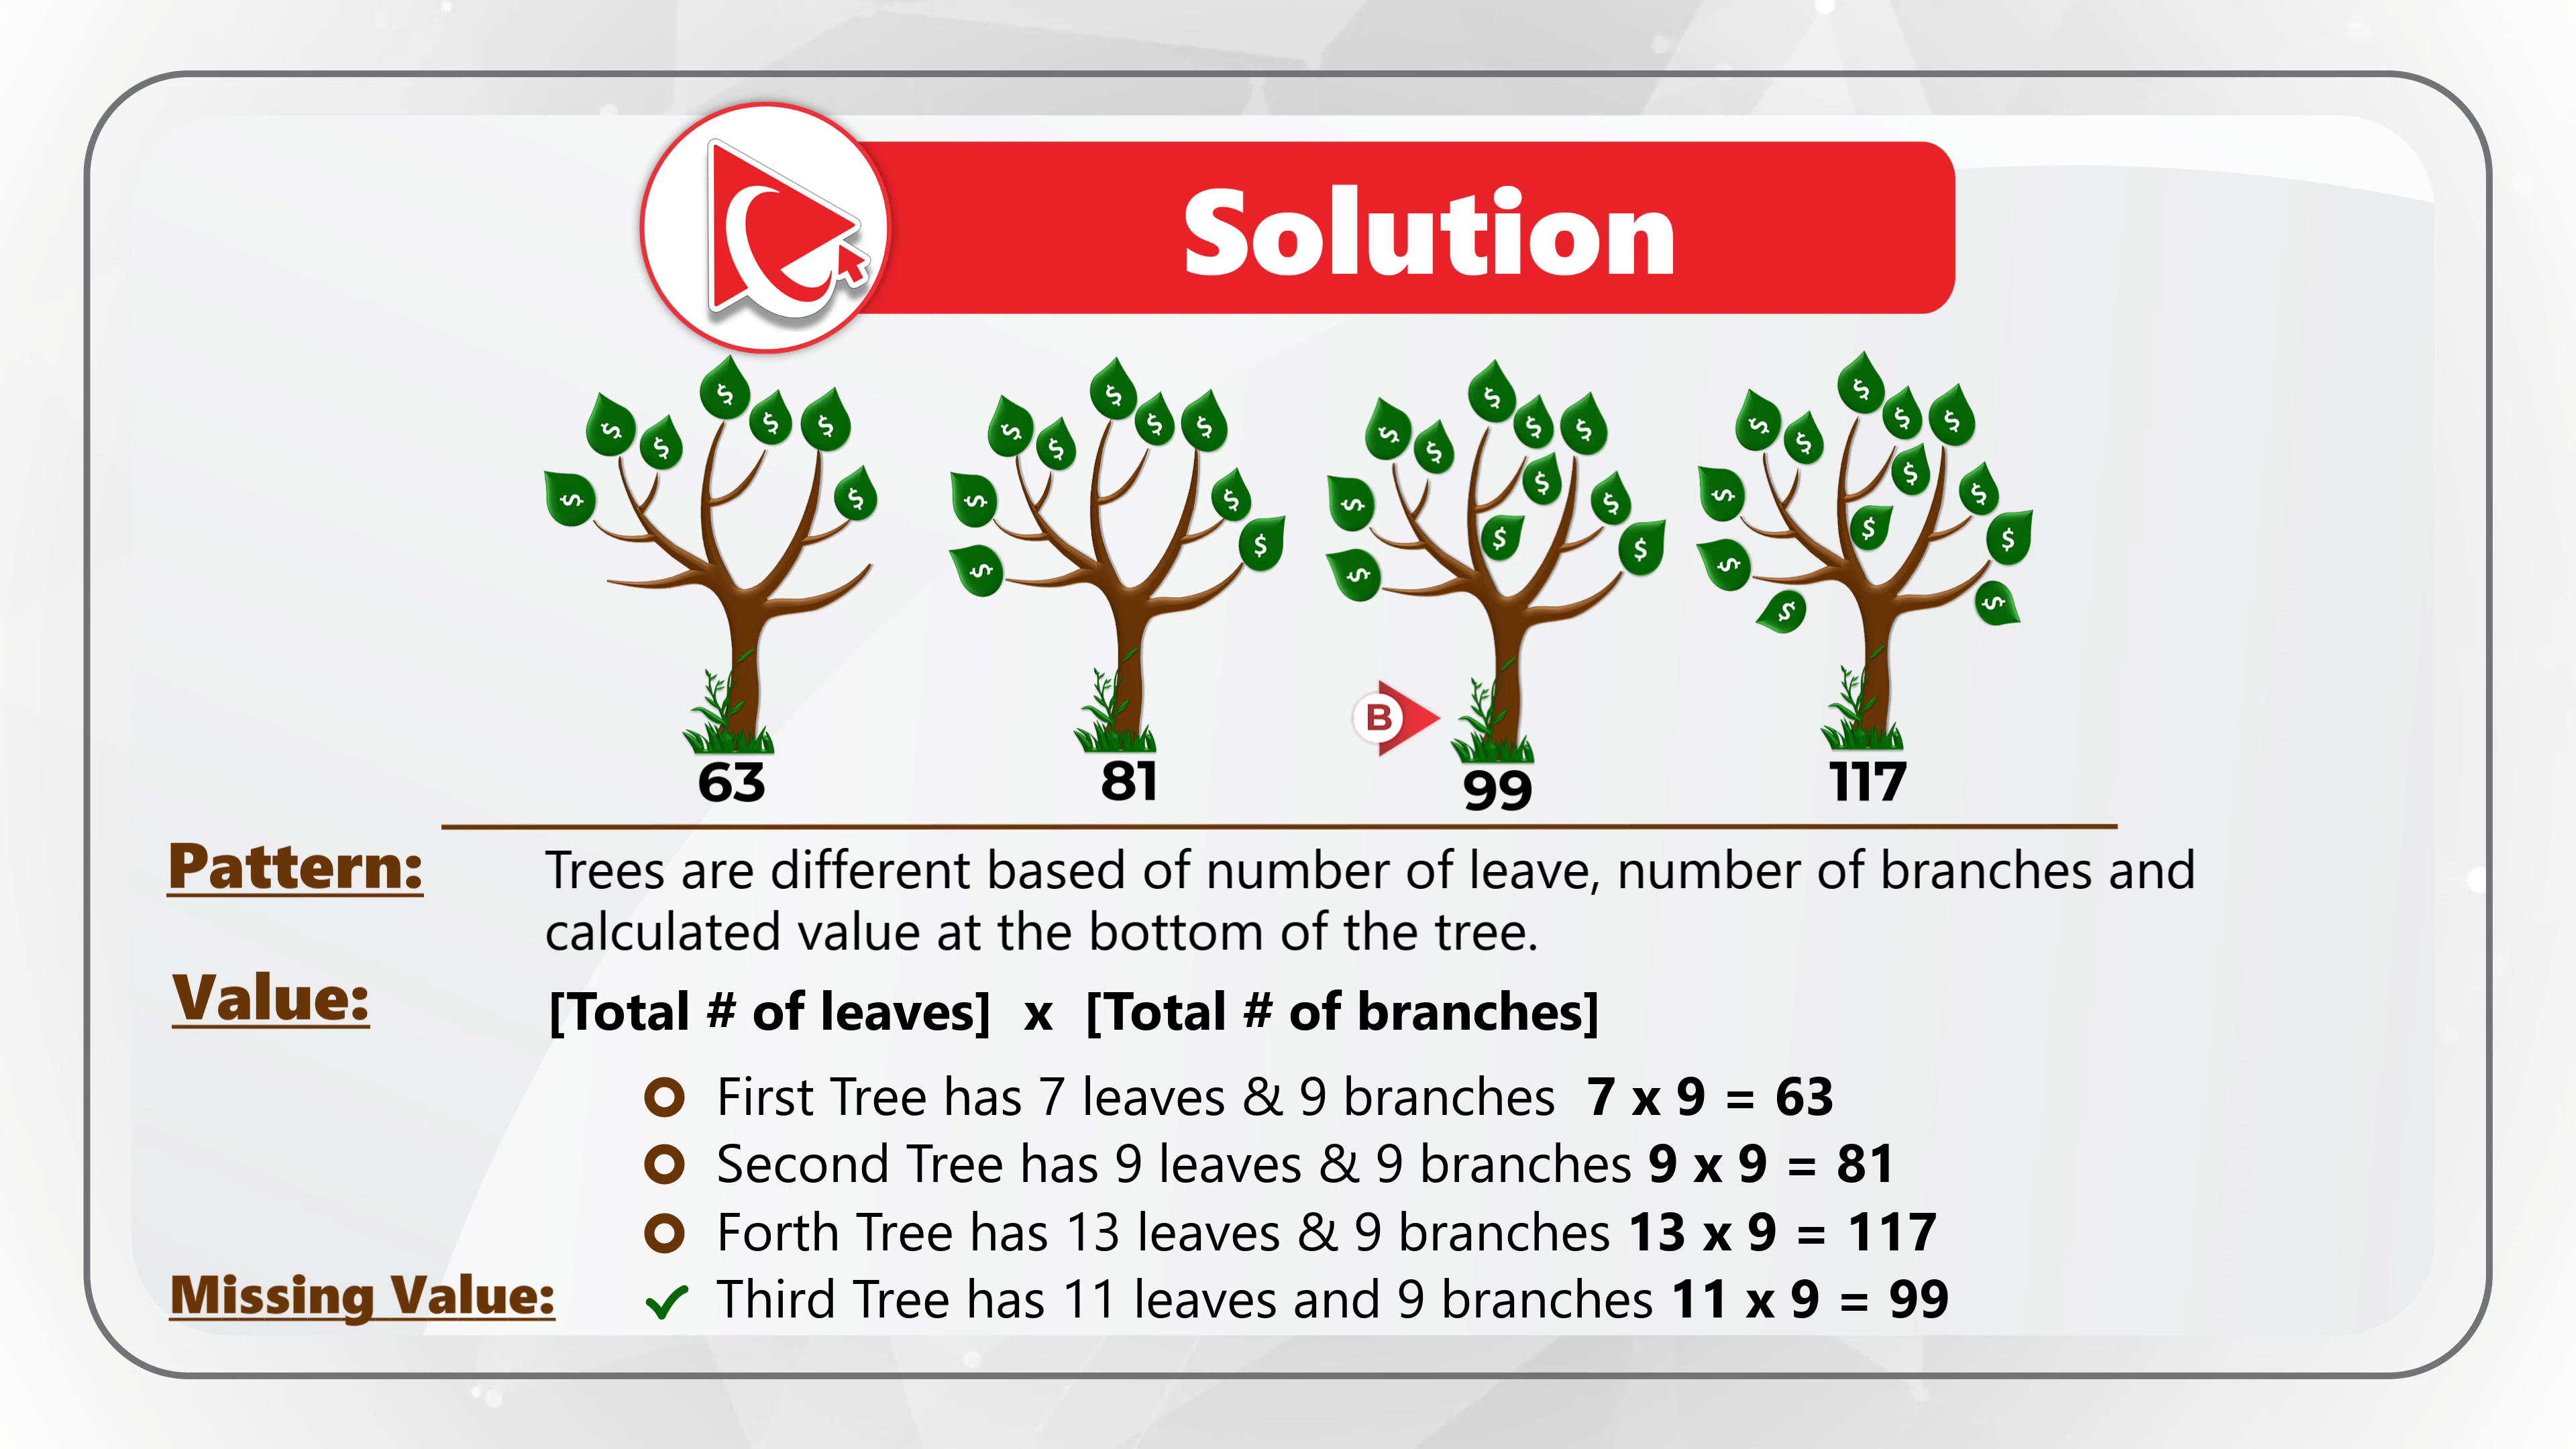 Solution
$ $ $ $ $ $ $
$ $ $ $ $ $ $ $ $
$ $ $ $ $ $ $ $ $ $ $
$ $ $ $ $ $ $ $ $ $ $ $ $
B
63 81 99 117
Pattern: Trees are different based of number of leave, number of branches and
calculated value at the bottom of the tree.
Value: [Total # of leaves] x [Total # of branches]
First Tree has 7 leaves & 9 branches 7 x 9 = 63
Second Tree has 9 leaves & 9 branches 9 x 9 = 81
Forth Tree has 13 leaves & 9 branches 13 x 9 = 117
Missing Value: Third Tree has 11 leaves and 9 branches 11 x 9 = 99